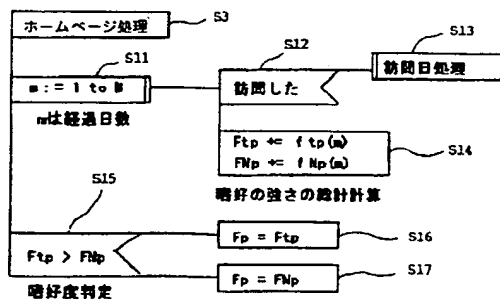 ホームページ処理
S3
S11
m := 1 to N
mは経過日数
S12
訪問した
S13
訪問日処理
Ftp += ftp(m)
FNp += fNp(m)
S14
嗜好の強さの総計計算
S15
Ftp > FNp
嗜好度判定
Fp = Ftp
S16
Fp = FNp
S17